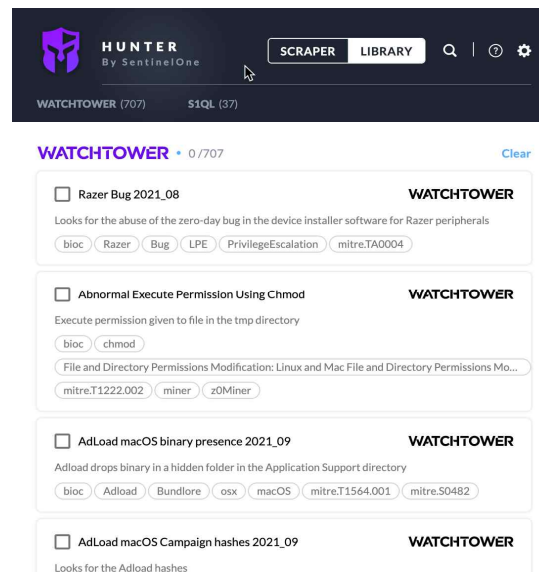 HUNTER
By SentinelOne
SCRAPER LIBRARY
WATCHTOWER (707) S1QL (37)
WATCHTOWER • 0 /707 Clear
Razer Bug 2021_08 WATCHTOWER
Looks for the abuse of the zero-day bug in the device installer software for Razer peripherals
bioc Razer Bug LPE PrivilegeEscalation mitre.TA0004
Abnormal Execute Permission Using Chmod WATCHTOWER
Execute permission given to file in the tmp directory
bioc chmod
File and Directory Permissions Modification: Linux and Mac File and Directory Permissions Mo...
mitre.T1222.002 miner z0Miner
AdLoad macOS binary presence 2021_09 WATCHTOWER
Adload drops binary in a hidden folder in the Application Support directory
bioc Adload Bundlore osx macOS mitre.T1564.001 mitre.S0482
AdLoad macOS Campaign hashes 2021_09 WATCHTOWER
Looks for the Adload hashes